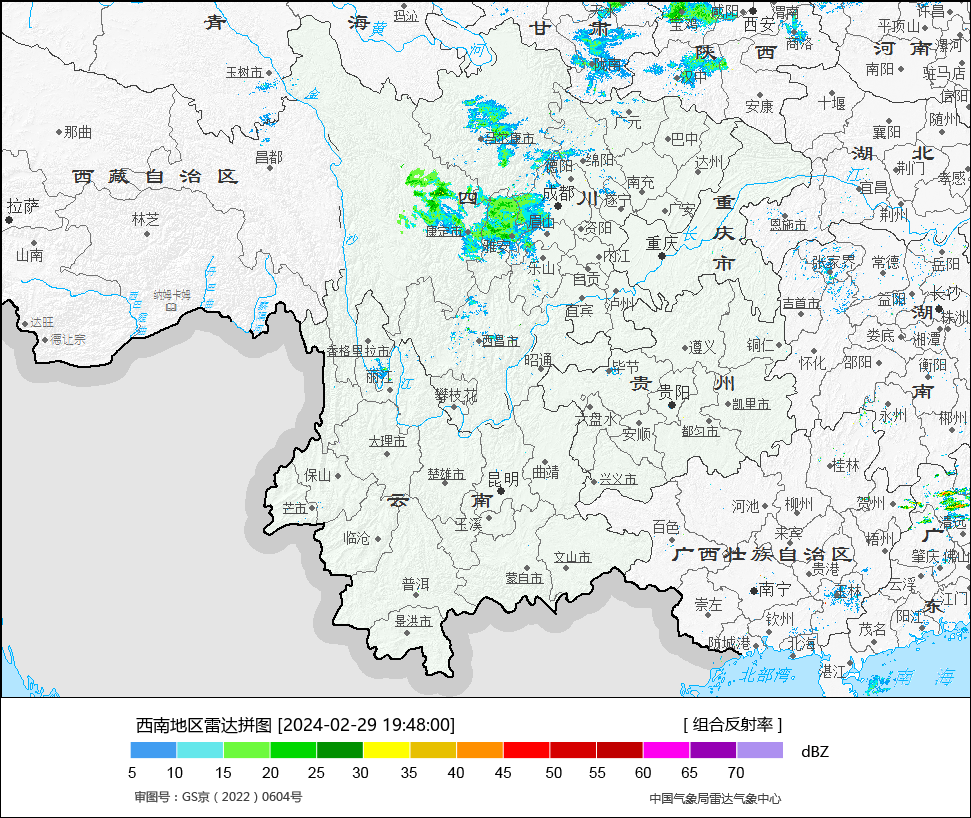 青 海 玛沁 黄 河 甘 肃 天水 宝鸡 咸阳 西安 渭南 商洛 许昌
平顶山 漯河 陕 西 河 南 南阳 驻马店
玉树市 金 汉中 信阳
安康 十堰 随州
那曲 马尔康市 广元 巴中 襄阳
昌都 德阳 绵阳 达州 湖 北 荆门 孝感
西 藏 自 治 区 四 川 成都 南充 遂宁 广安 重 江 宜昌 荆州
拉萨 林芝 康定市 眉山 资阳 庆 恩施市
山南 沙 雅安 乐山 内江 重庆 长 市 张家界 常德 岳阳
纳姆卡姆 自贡 宜宾 泸州 吉首市 益阳 长沙
达旺 德让宗 西昌市 湖 株洲
香格里拉市 昭通 遵义 铜仁 怀化 邵阳 娄底 湘潭
丽江 江 毕节 贵 州 贵阳 衡阳
攀枝花 六盘水 安顺 凯里市 南
大理市 都匀市 永州 郴州
保山 楚雄市 昆明 曲靖 兴义市 桂林
芒市 云 南 玉溪 河池 柳州 贺州
临沧 百色 来宾 梧州 广 清远
文山市 广西壮族自治区 肇庆 佛山
普洱 蒙自市 南宁 贵港 玉林 云浮 江门
景洪市 崇左 钦州 茂名 阳江 东
防城港 北海 湛江
北部湾 南 海
西南地区雷达拼图 [2024-02-29 19:48:00] [ 组合反射率 ]
dBZ
5 10 15 20 25 30 35 40 45 50 55 60 65 70
审图号：GS京（2022）0604号 中国气象局雷达气象中心